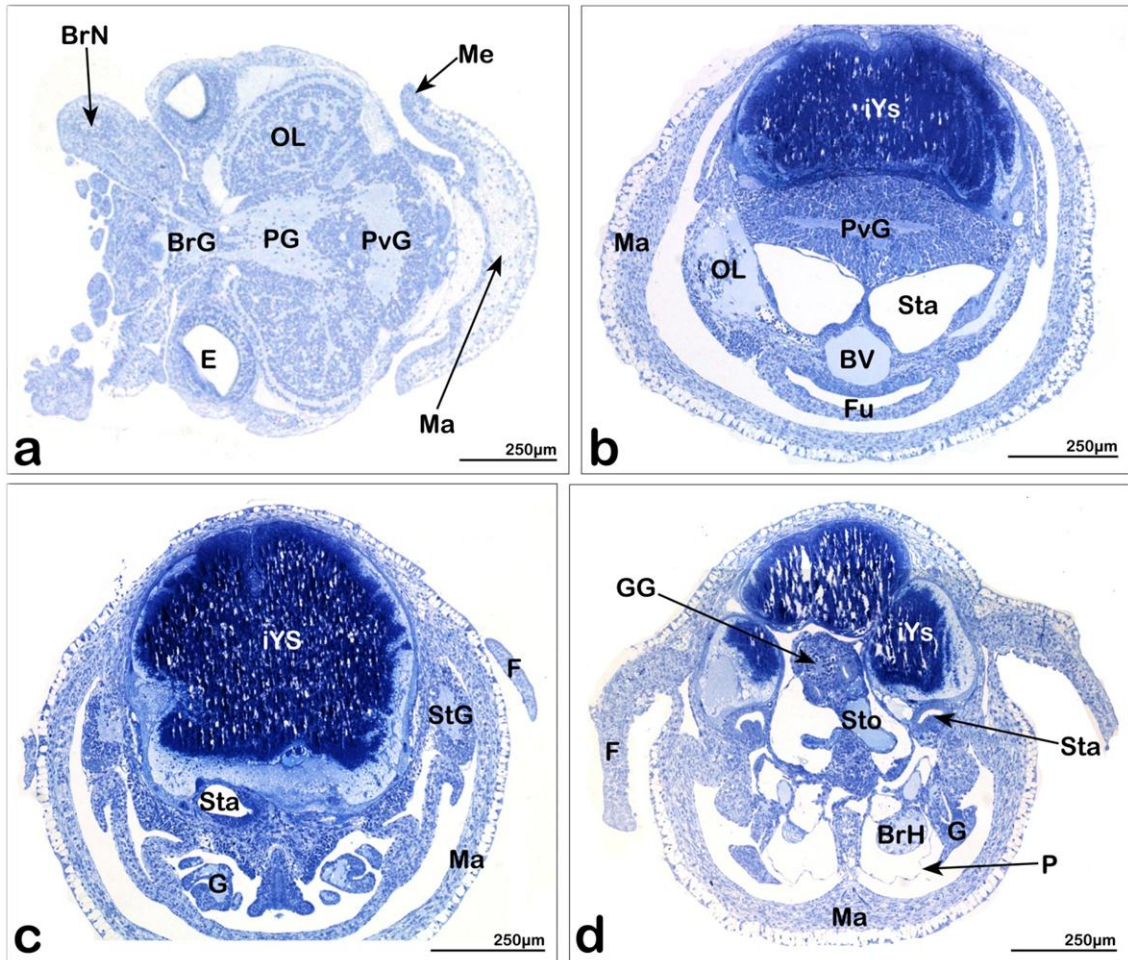 BrN
Me
OL
BrG
PG
PvG
E
Ma
a
250µm
iYs
Ma
PvG
OL
Sta
BV
Fu
b
250µm
iYS
F
StG
Sta
Ma
G
c
250µm
GG
iYs
Sto
F
Sta
BrH
G
P
Ma
d
250µm